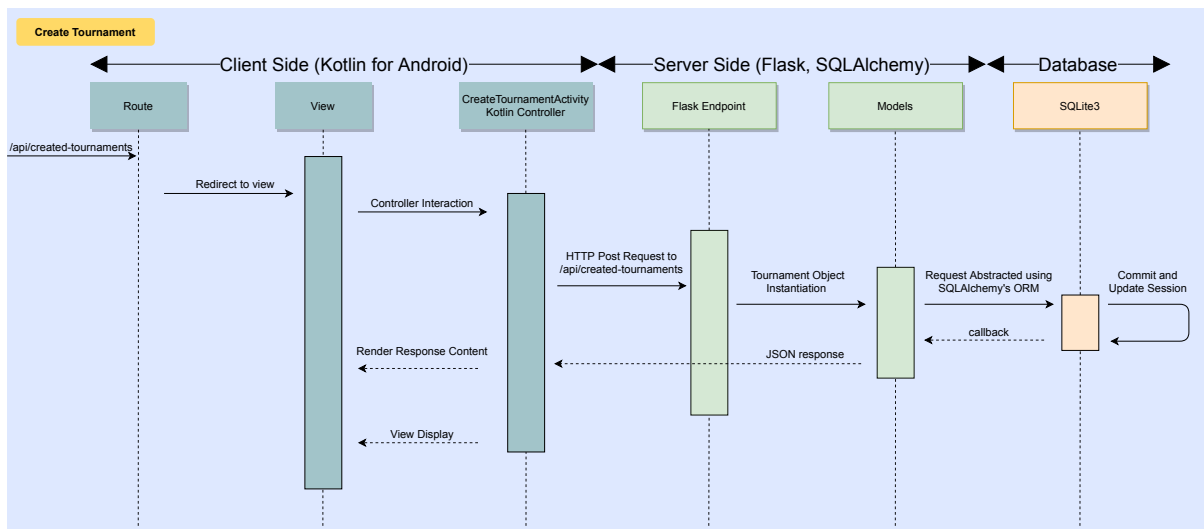 Create Tournament
Client Side (Kotlin for Android)
Server Side (Flask, SQLAlchemy)
Database
Route
View
CreateTournamentActivity
Kotlin Controller
Flask Endpoint
Models
SQLite3
/api/created-tournaments
Redirect to view
Controller Interaction
HTTP Post Request to
/api/created-tournaments
Tournament Object
Instantiation
Request Abstracted using
SQLAlchemy's ORM
Commit and
Update Session
callback
JSON response
Render Response Content
View Display